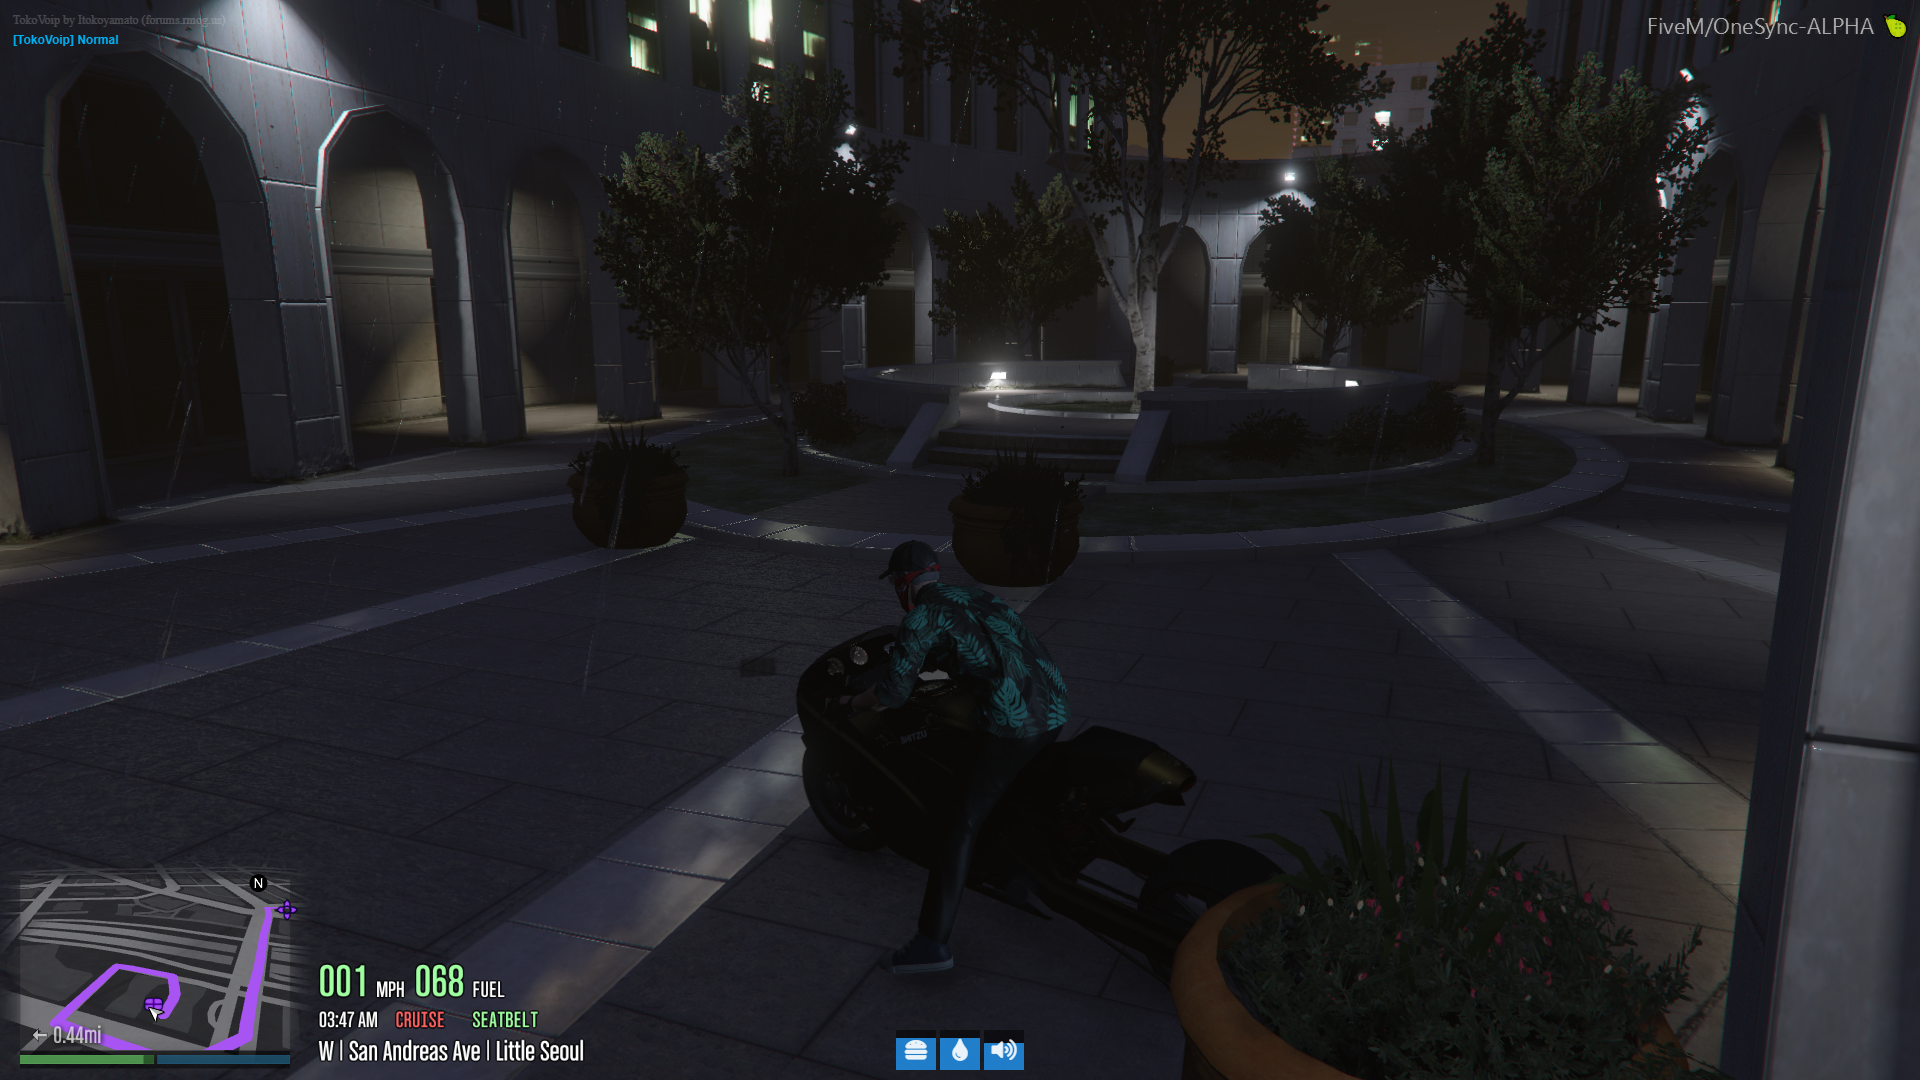 TokoVoip by Itokoyamato (forums.rmog.us)
[TokoVoip] Normal
FiveM/OneSync-ALPHA
SHITZU
N
0.44mi
001 MPH 068 FUEL
03:47 AM CRUISE SEATBELT
W | San Andreas Ave | Little Seoul